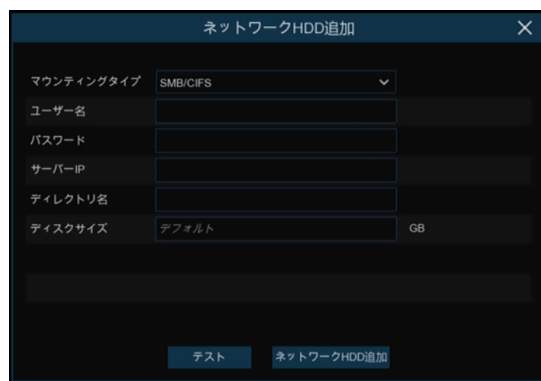 ネットワークHDD追加
マウンティングタイプ SMB/CIFS
ユーザー名
パスワード
サーバーIP
ディレクトリ名
ディスクサイズ デフォルト GB
テスト ネットワークHDD追加